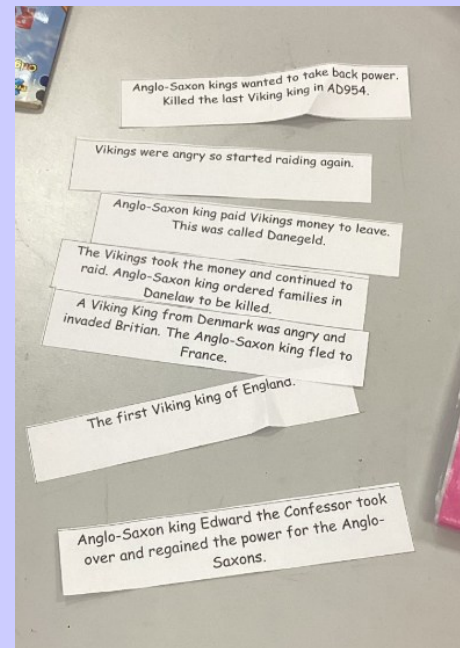 Anglo-Saxon kings wanted to take back power.
Killed the last Viking king in AD954.
Vikings were angry so started raiding again.
Anglo-Saxon king paid Vikings money to leave.
This was called Danegeld.
The Vikings took the money and continued to
raid. Anglo-Saxon king ordered families in
Danelaw to be killed.
A Viking King from Denmark was angry and
invaded Britian. The Anglo-Saxon king fled to
France.
The first Viking king of England.
Anglo-Saxon king Edward the Confessor took
over and regained the power for the Anglo-
Saxons.